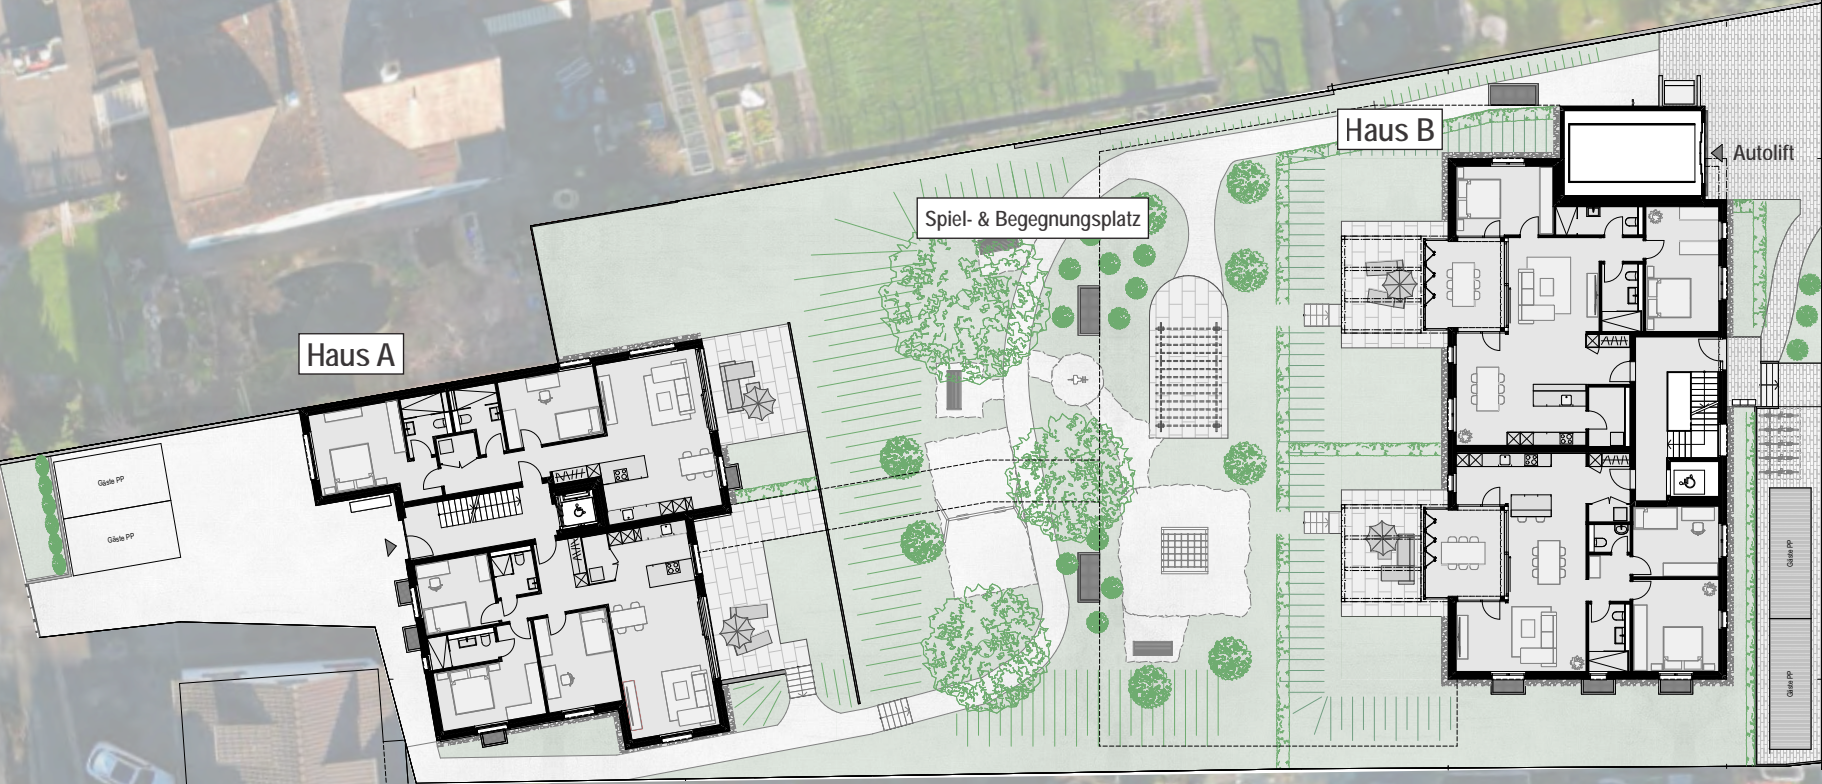 Haus B
Autolift
Spiel- & Begegnungsplatz
Haus A
Gäste PP
Gäste PP
Gäste PP
Gäste PP